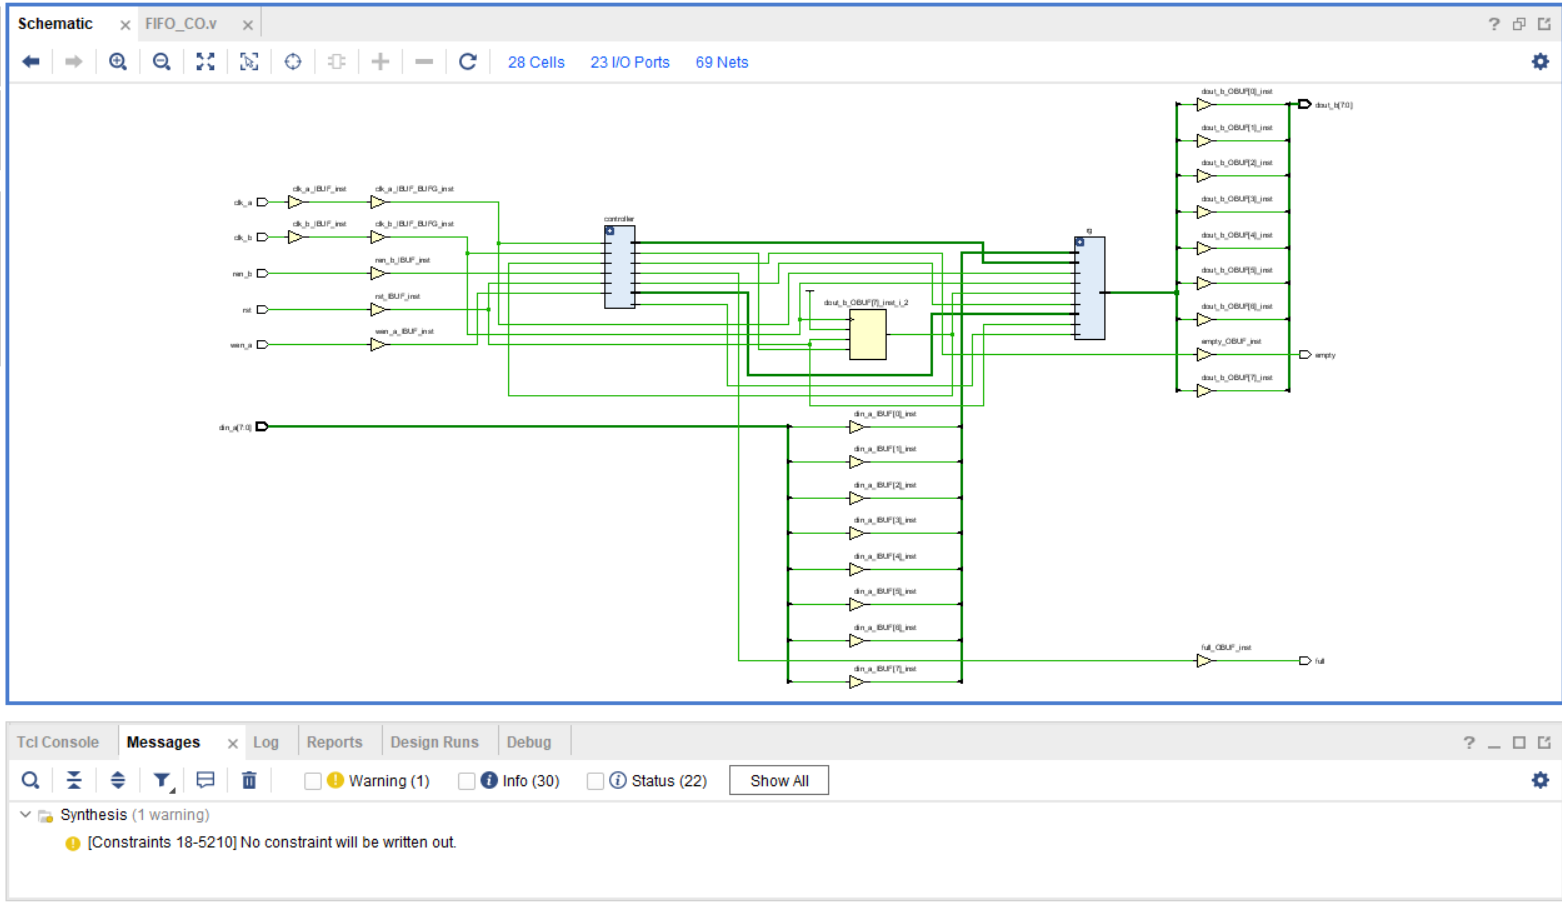 Schematic × FIFO_CO.v ×
28 Cells 23 I/O Ports 69 Nets
dout_b_OBUF[0]_inst
dout_b[7:0]
dout_b_OBUF[1]_inst
dout_b_OBUF[2]_inst
clk_a_IBUF_inst clk_a_IBUF_BUFG_inst
clk_a
dout_b_OBUF[3]_inst
controller
clk_b_IBUF_inst clk_b_IBUF_BUFG_inst
clk_b
dout_b_OBUF[4]_inst
ren_b_IBUF_inst
ren_b
dout_b_OBUF[5]_inst
rst_IBUF_inst
rst
dout_b_OBUF[7]_inst_i_2
dout_b_OBUF[6]_inst
wen_a_IBUF_inst
wen_a
empty_OBUF_inst
empty
dout_b_OBUF[7]_inst
din_a_IBUF[0]_inst
din_a[7:0]
din_a_IBUF[1]_inst
din_a_IBUF[2]_inst
din_a_IBUF[3]_inst
din_a_IBUF[4]_inst
din_a_IBUF[5]_inst
din_a_IBUF[6]_inst
full_OBUF_inst
full
din_a_IBUF[7]_inst
Tcl Console Messages × Log Reports Design Runs Debug
Warning (1) Info (30) Status (22) Show All
Synthesis (1 warning)
[Constraints 18-5210] No constraint will be written out.